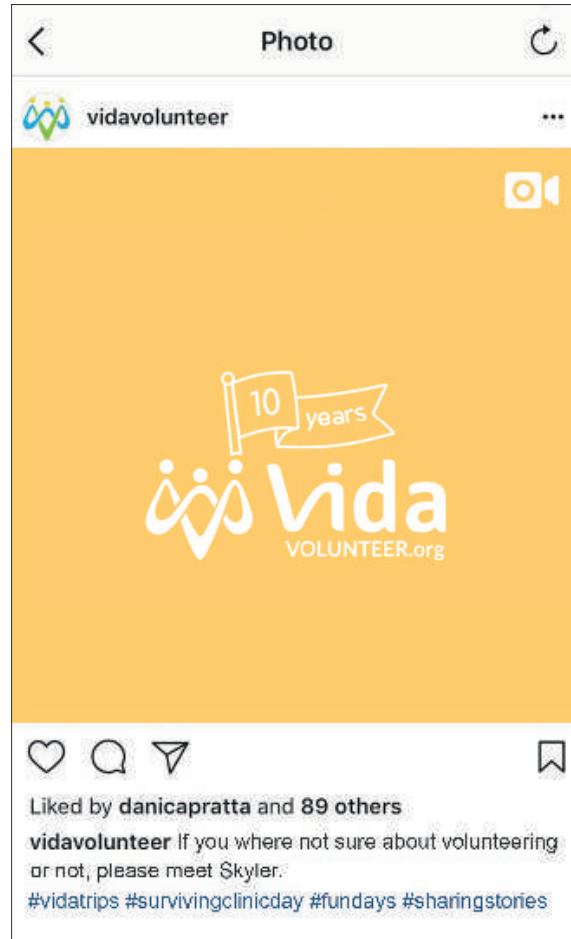 Photo
vidavolunteer
10
years
Vida
VOLUNTEER.org
Liked by danicapratta and 89 others
vidavolunteer If you where not sure about volunteering
or not, please meet Skyler.
#vidatrips #survivingclinicday #fundays #sharingstories